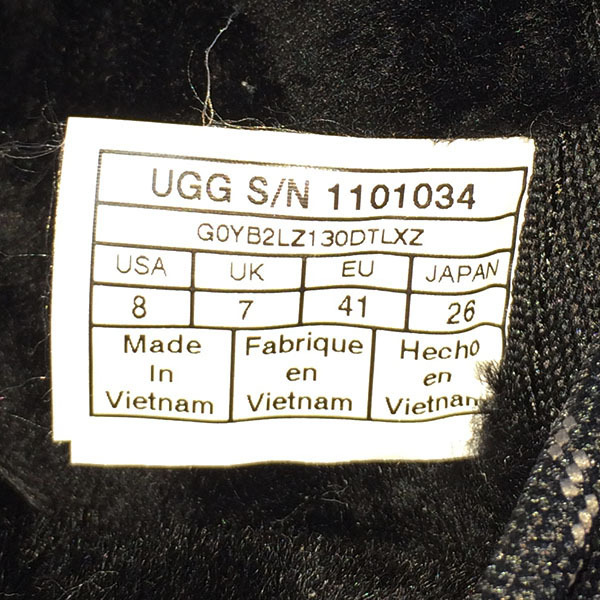 UGG S/N 1101034
G0YB2LZ130DTLXZ
USA UK EU JAPAN
8 7 41 26
Made Fabrique Hecho
In en en
Vietnam Vietnam Vietnam